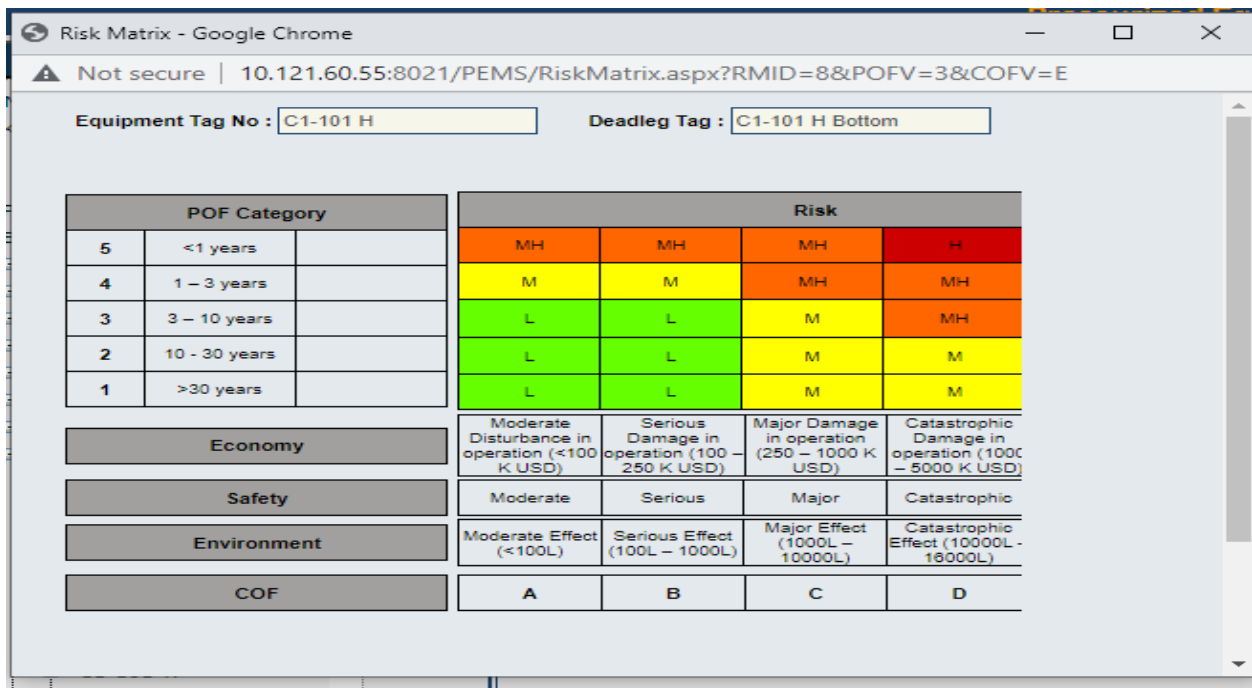 Risk Matrix - Google Chrome
Not secure | 10.121.60.55:8021/PEMS/RiskMatrix.aspx?RMID=8&POFV=3&COFV=E
Equipment Tag No : C1-101 H Deadleg Tag : C1-101 H Bottom
POF Category Risk
5 <1 years MH MH MH H
4 1 – 3 years M M MH MH
3 3 – 10 years L L M MH
2 10 - 30 years L L M M
1 >30 years L L M M
Economy
Moderate Disturbance in operation (<100 K USD)
Serious Damage in operation (100 – 250 K USD)
Major Damage in operation (250 – 1000 K USD)
Catastrophic Damage in operation (1000 – 5000 K USD)
Safety Moderate Serious Major Catastrophic
Environment
Moderate Effect (<100L)
Serious Effect (100L – 1000L)
Major Effect (1000L – 10000L)
Catastrophic Effect (10000L - 16000L)
COF A B C D